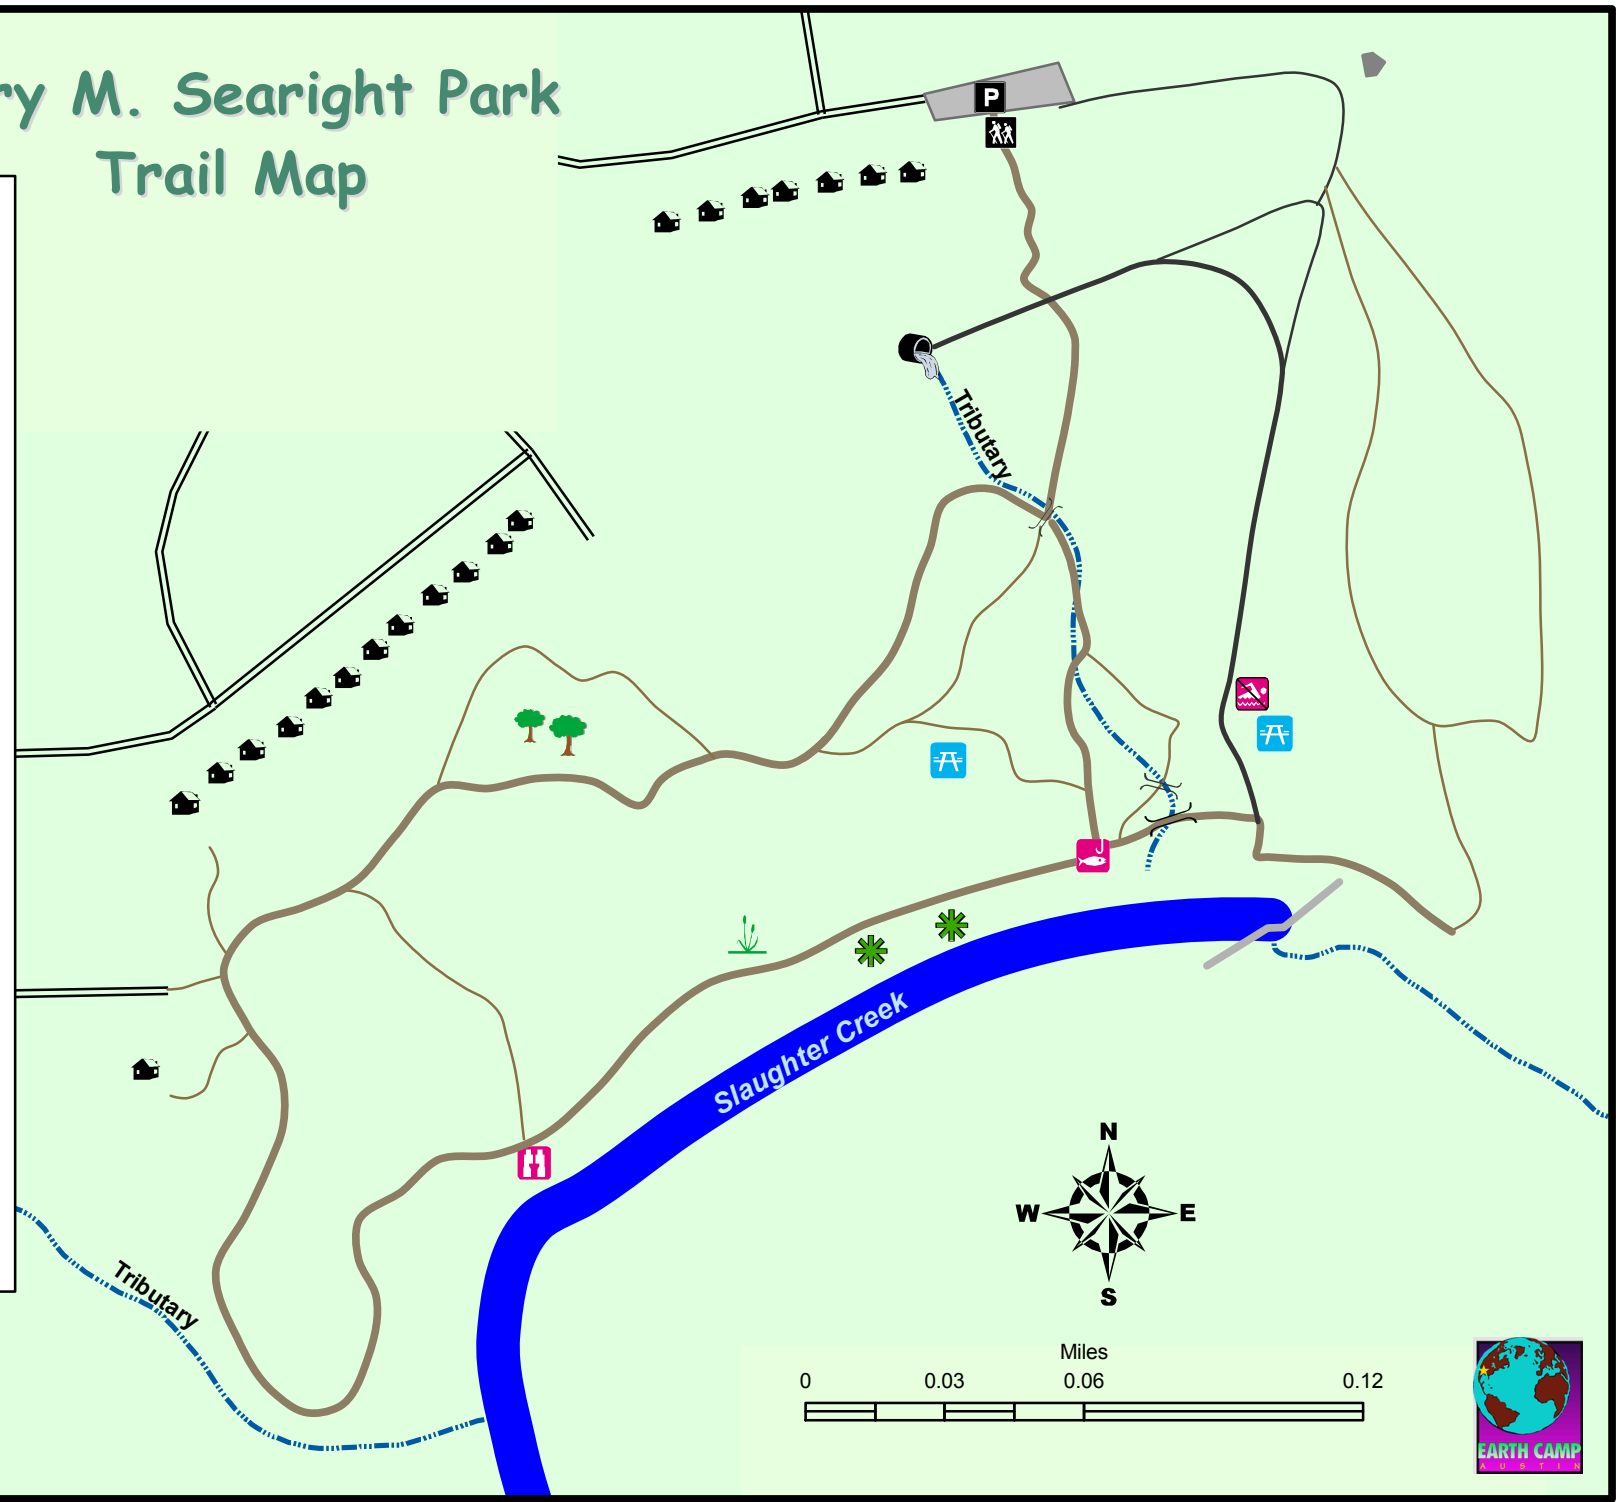 ry M. Searight Park
Trail Map
P
Tributary
Slaughter Creek
Tributary
N
W
E
S
Miles
0 0.03 0.06 0.12
EARTH CAMP
AUSTIN